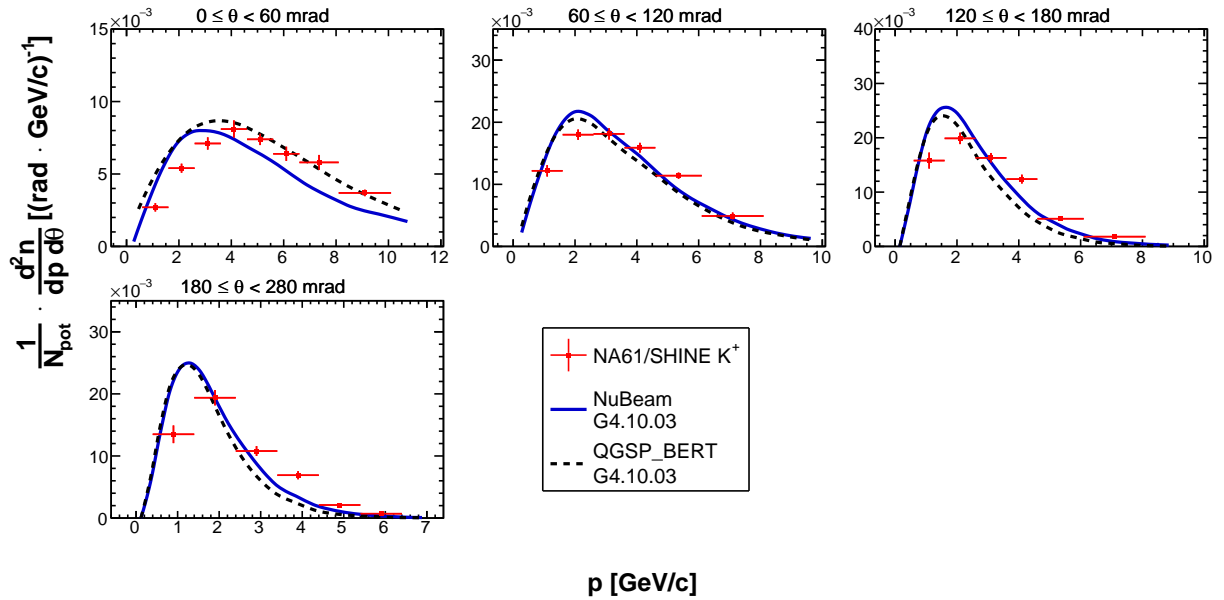 ×10⁻³ 0 ≤ θ < 60 mrad
15
10
5
0
0 2 4 6 8 10 12
×10⁻³ 60 ≤ θ < 120 mrad
30
20
10
0
0 2 4 6 8 10
×10⁻³ 120 ≤ θ < 180 mrad
40
30
20
10
0
0 2 4 6 8 10
×10⁻³ 180 ≤ θ < 280 mrad
30
20
10
0
0 1 2 3 4 5 6 7
1/N_pot · d²n/dp dθ [(rad · GeV/c)⁻¹]
NA61/SHINE K⁺
NuBeam
G4.10.03
QGSP_BERT
G4.10.03
p [GeV/c]